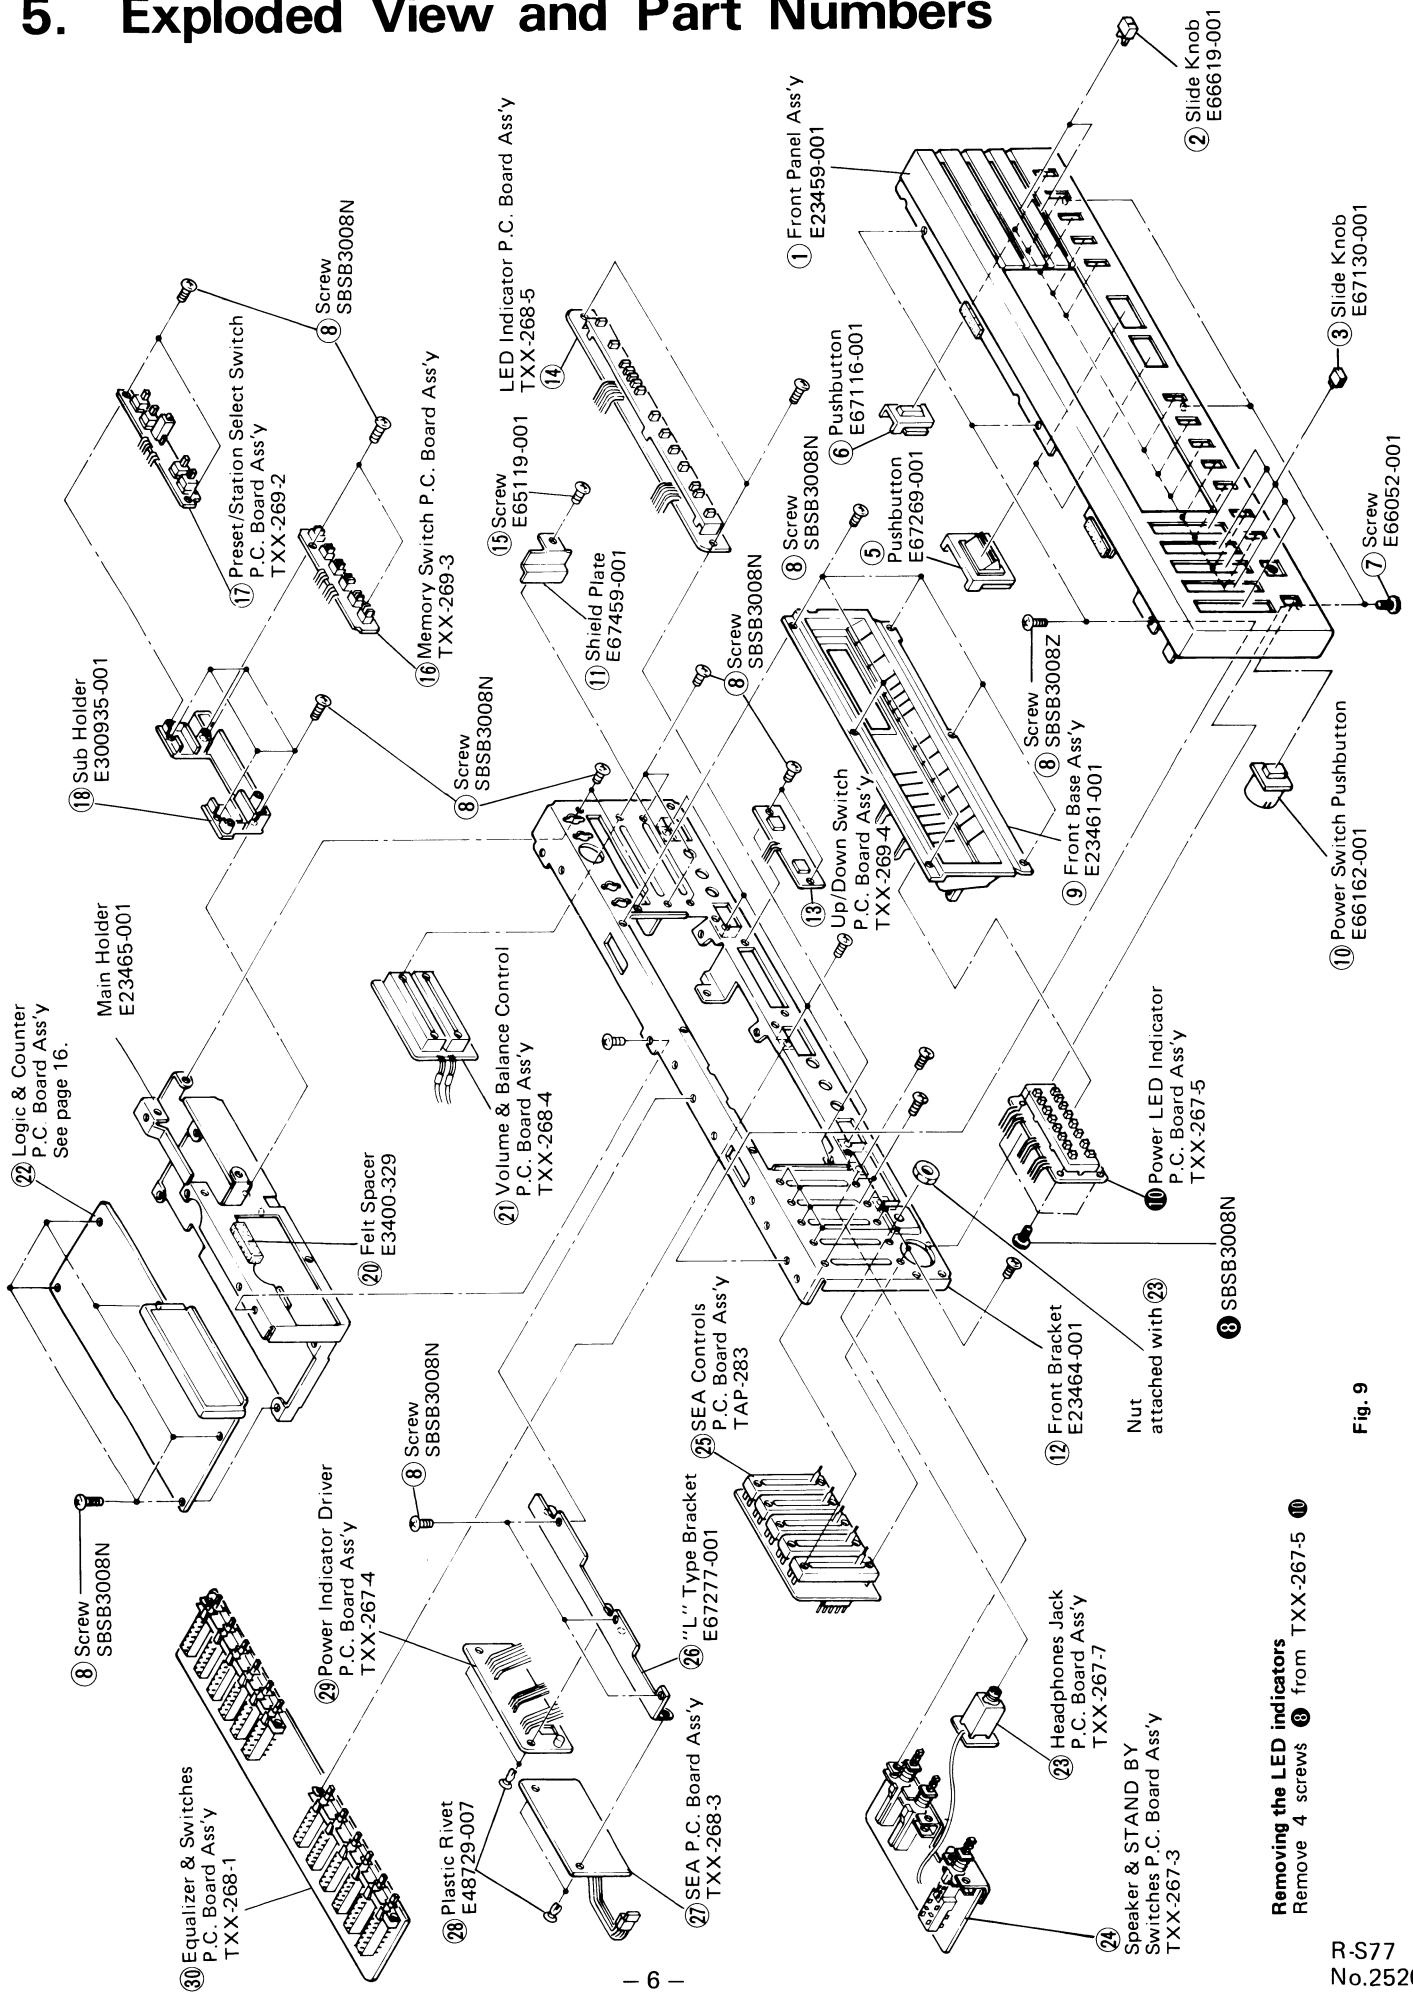 5. Exploded View and Part Numbers
② Slide Knob
E66619-001
① Front Panel Ass'y
E23459-001
③ Slide Knob
E67130-001
⑦ Screw
E66052-001
⑥ Pushbutton
E67116-001
⑤ Pushbutton
E67269-001
⑧ Screw
SBSB3008N
LED Indicator P.C. Board Ass'y
TXX-268-5
⑭
⑮ Screw
E65119-001
⑪ Shield Plate
E67459-001
⑧ Screw
SBSB3008N
⑧ Screw
SBSB3008N
⑰ Preset/Station Select Switch
P.C. Board Ass'y
TXX-269-2
⑯ Memory Switch P.C. Board Ass'y
TXX-269-3
⑱ Sub Holder
E300935-001
⑧ Screw
SBSB3008N
Screw
⑧ SBSB3008Z
⑨ Front Base Ass'y
E23461-001
⑩ Power Switch Pushbutton
E66162-001
⑬ Up/Down Switch
P.C. Board Ass'y
TXX-269-4
Main Holder
E23465-001
㉒ Logic & Counter
P.C. Board Ass'y
See page 16.
㉑ Volume & Balance Control
P.C. Board Ass'y
TXX-268-4
⑳ Felt Spacer
E3400-329
❿ Power LED Indicator
P.C. Board Ass'y
TXX-267-5
❽ SBSB3008N
Nut
attached with ㉓
⑫ Front Bracket
E23464-001
㉕ SEA Controls
P.C. Board Ass'y
TAP-283
⑧ Screw
SBSB3008N
⑧ Screw
SBSB3008N
㉖ "L" Type Bracket
E67277-001
㉙ Power Indicator Driver
P.C. Board Ass'y
TXX-267-4
㉚ Equalizer & Switches
P.C. Board Ass'y
TXX-268-1
㉘ Plastic Rivet
E48729-007
㉗ SEA P.C. Board Ass'y
TXX-268-3
㉓ Headphones Jack
P.C. Board Ass'y
TXX-267-7
㉔ Speaker & STAND BY
Switches P.C. Board Ass'y
TXX-267-3
Removing the LED indicators
Remove 4 screws ❽ from TXX-267-5 ❿
Fig. 9
– 6 –
R-S77
No.2526